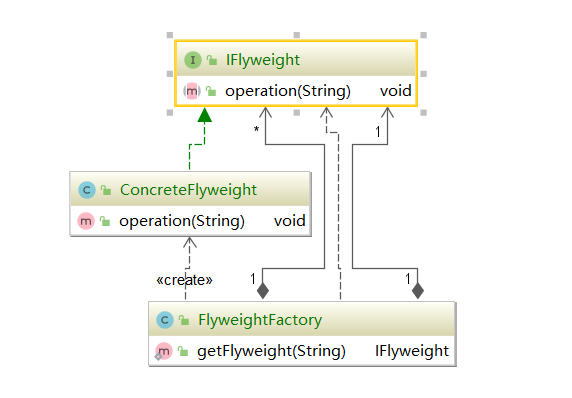 I IFlyweight
m operation(String) void
* 1
C ConcreteFlyweight
m operation(String) void
«create»
1 1
C FlyweightFactory
m getFlyweight(String) IFlyweight